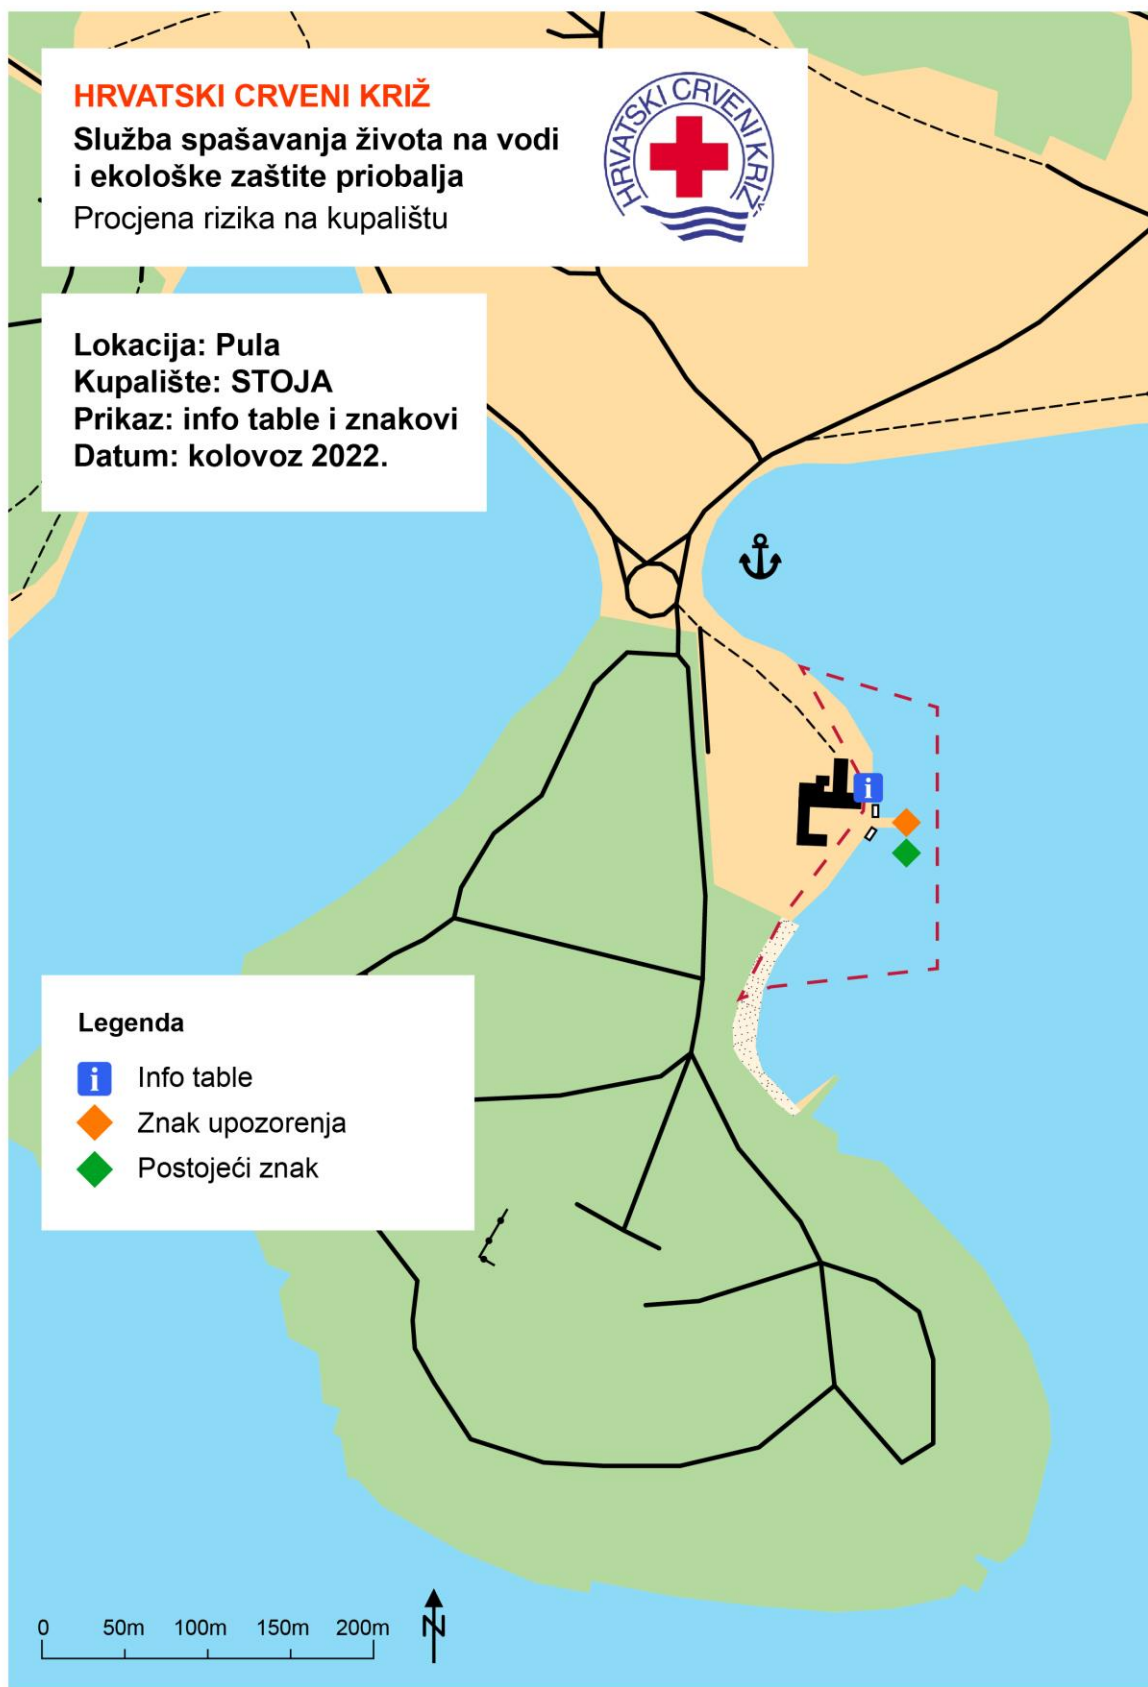 HRVATSKI CRVENI KRIŽ
Služba spašavanja života na vodi
i ekološke zaštite priobalja
Procjena rizika na kupalištu
HRVATSKI CRVENI KRIŽ
Lokacija: Pula
Kupalište: STOJA
Prikaz: info table i znakovi
Datum: kolovoz 2022.
i
Legenda
i Info table
Znak upozorenja
Postojeći znak
0 50m 100m 150m 200m
N